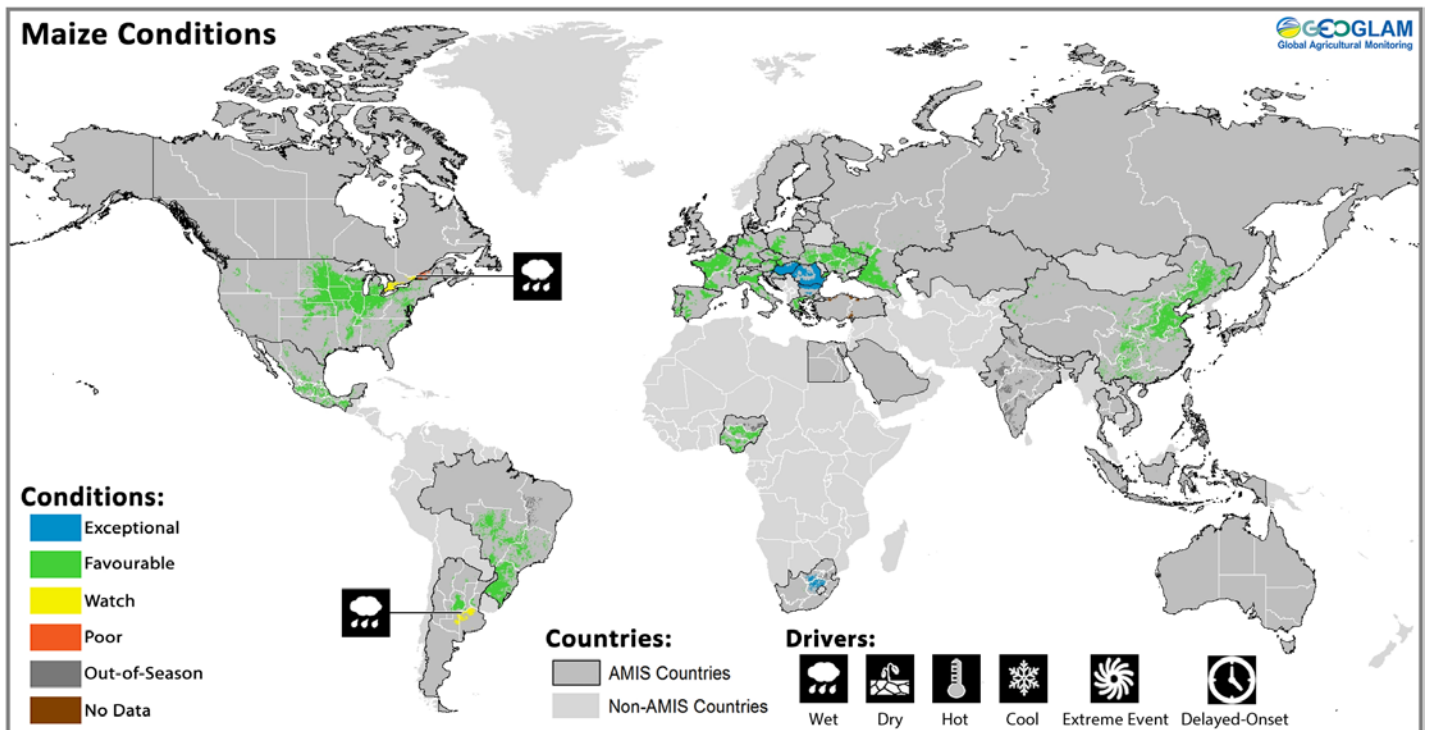 Maize Conditions
GEOGLAM
Global Agricultural Monitoring
Conditions:
Exceptional
Favourable
Watch
Poor
Out-of-Season
No Data
Countries:
AMIS Countries
Non-AMIS Countries
Drivers:
Wet
Dry
Hot
Cool
Extreme Event
Delayed-Onset